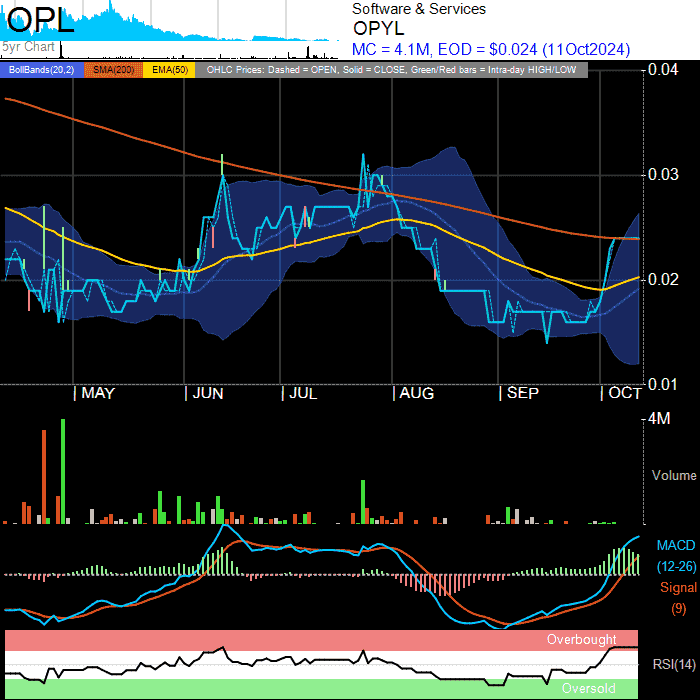 OPL
5yr Chart
Software & Services
OPYL
MC = 4.1M, EOD = $0.024 (11Oct2024)
BollBands(20,2) SMA(200) EMA(50) OHLC Prices: Dashed = OPEN, Solid = CLOSE, Green/Red bars = Intra-day HIGH/LOW
0.04
0.03
0.02
0.01
MAY JUN JUL AUG SEP OCT
4M
Volume
MACD
(12-26)
Signal
(9)
Overbought
RSI(14)
Oversold